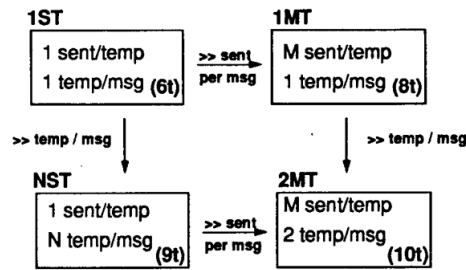 1ST
1 sent/temp
1 temp/msg (6t)
>> sent
per msg
1MT
M sent/temp
1 temp/msg (8t)
>> temp / msg
>> temp / msg
NST
1 sent/temp
N temp/msg
(9t)
>> sent
per msg
2MT
M sent/temp
2 temp/msg
(10t)